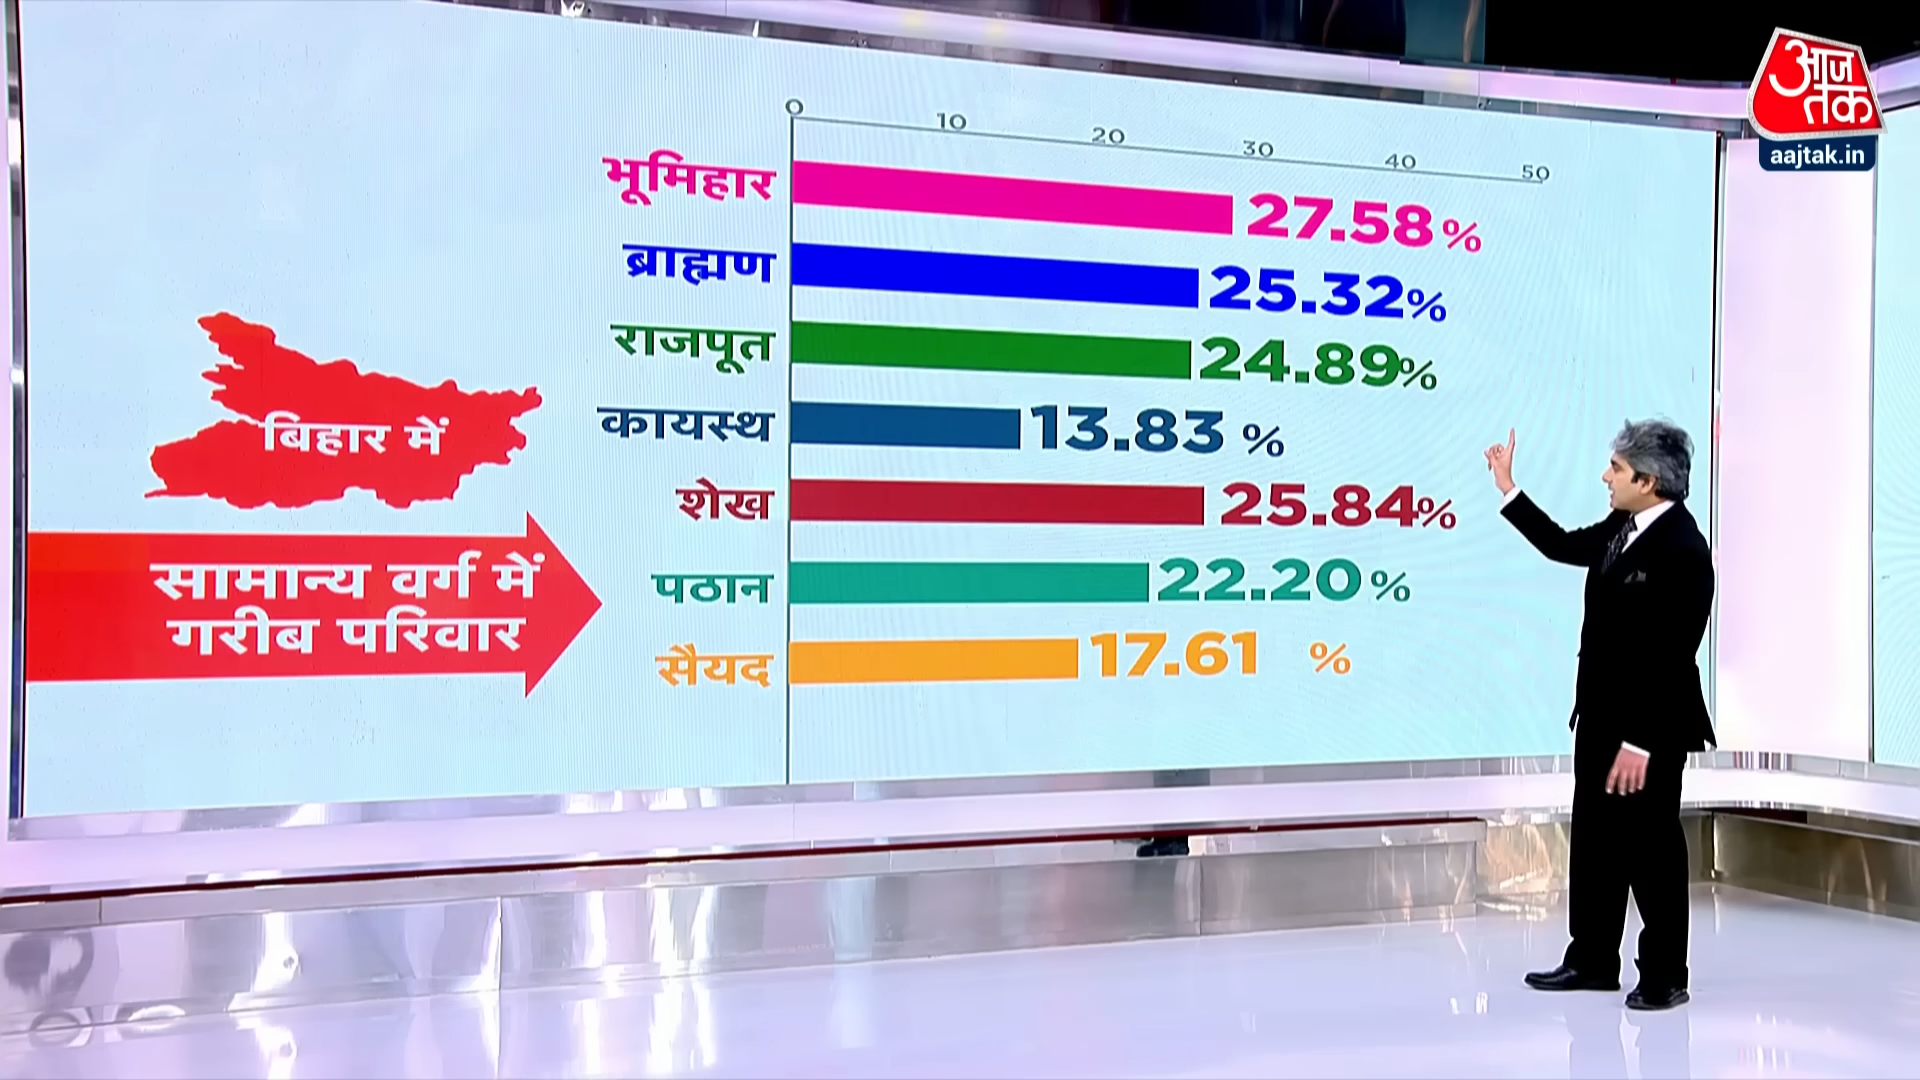 आज
तक
aajtak.in
0 10 20 30 40 50
भूमिहार 27.58 %
ब्राह्मण 25.32%
राजपूत 24.89%
कायस्थ 13.83 %
शेख 25.84%
पठान 22.20 %
सैयद 17.61 %
बिहार में
सामान्य वर्ग में
गरीब परिवार